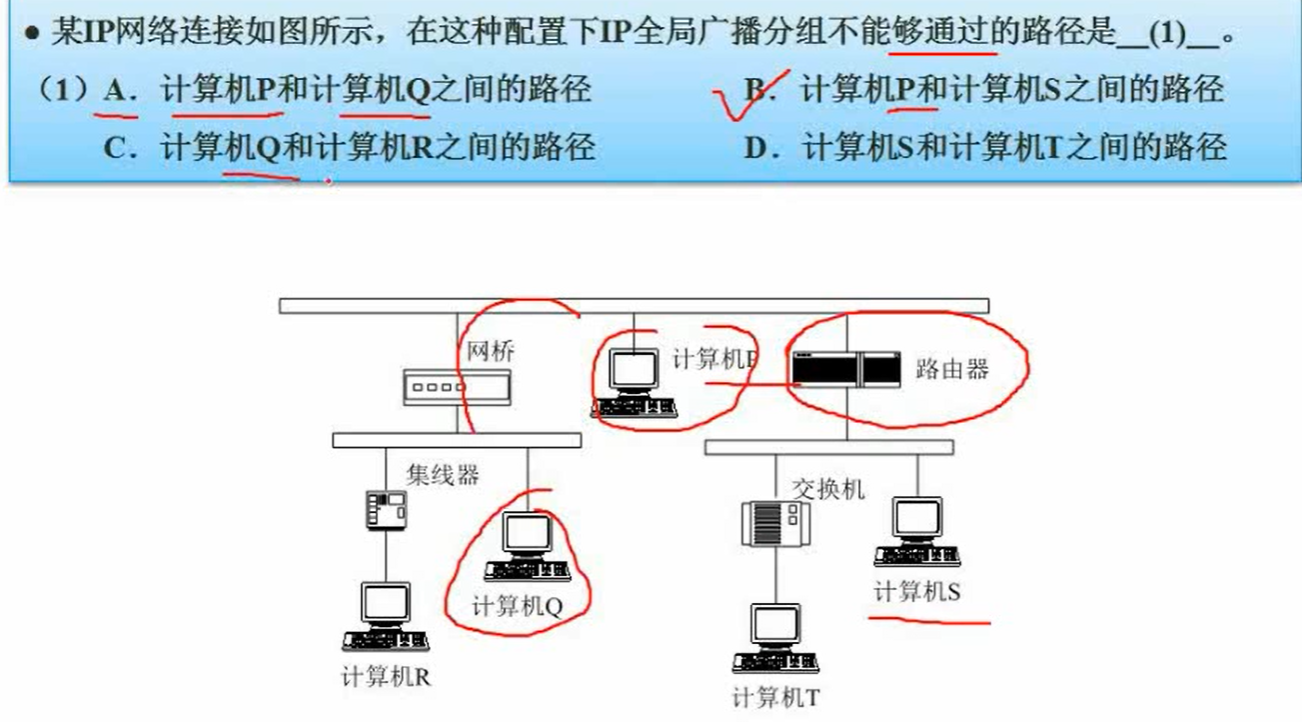 ● 某IP网络连接如图所示，在这种配置下IP全局广播分组不能够通过的路径是__(1)__。
（1）A．计算机P和计算机Q之间的路径 B．计算机P和计算机S之间的路径
C．计算机Q和计算机R之间的路径 D．计算机S和计算机T之间的路径
网桥
计算机P
路由器
集线器
交换机
计算机Q
计算机S
计算机R
计算机T